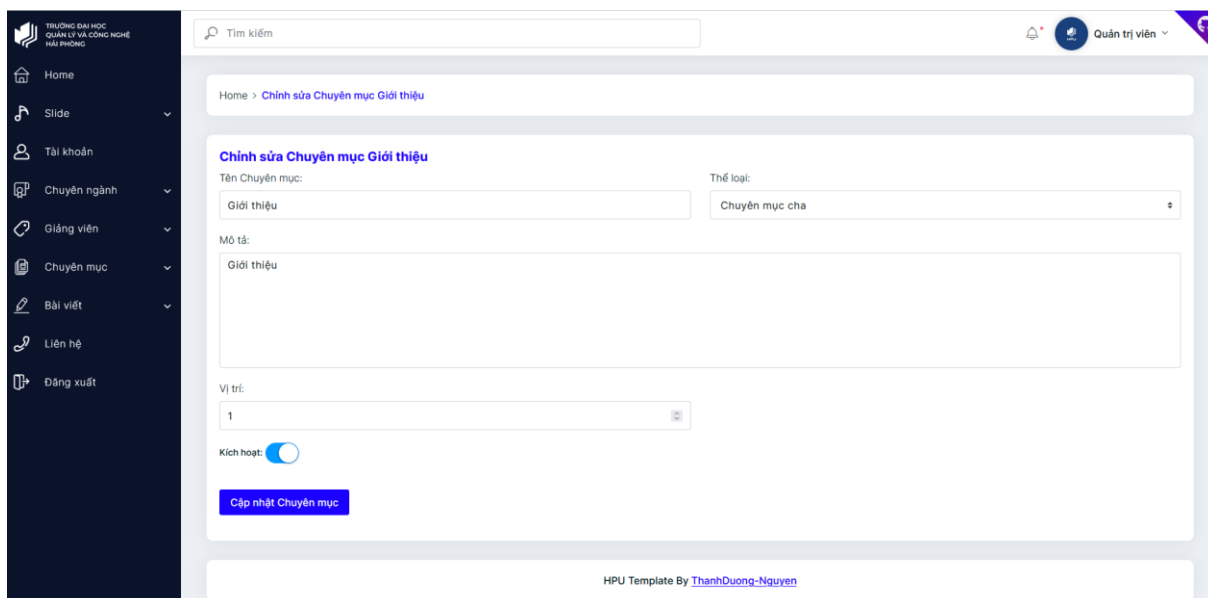 TRƯỜNG ĐẠI HỌC
QUẢN LÝ VÀ CÔNG NGHỆ
HẢI PHÒNG
Tìm kiếm
Quản trị viên
Home
Slide
Tài khoản
Chuyên ngành
Giảng viên
Chuyên mục
Bài viết
Liên hệ
Đăng xuất
Home > Chỉnh sửa Chuyên mục Giới thiệu
Chỉnh sửa Chuyên mục Giới thiệu
Tên Chuyên mục:
Thể loại:
Giới thiệu
Chuyên mục cha
Mô tả:
Giới thiệu
Vị trí:
1
Kích hoạt:
Cập nhật Chuyên mục
HPU Template By ThanhDuong-Nguyen